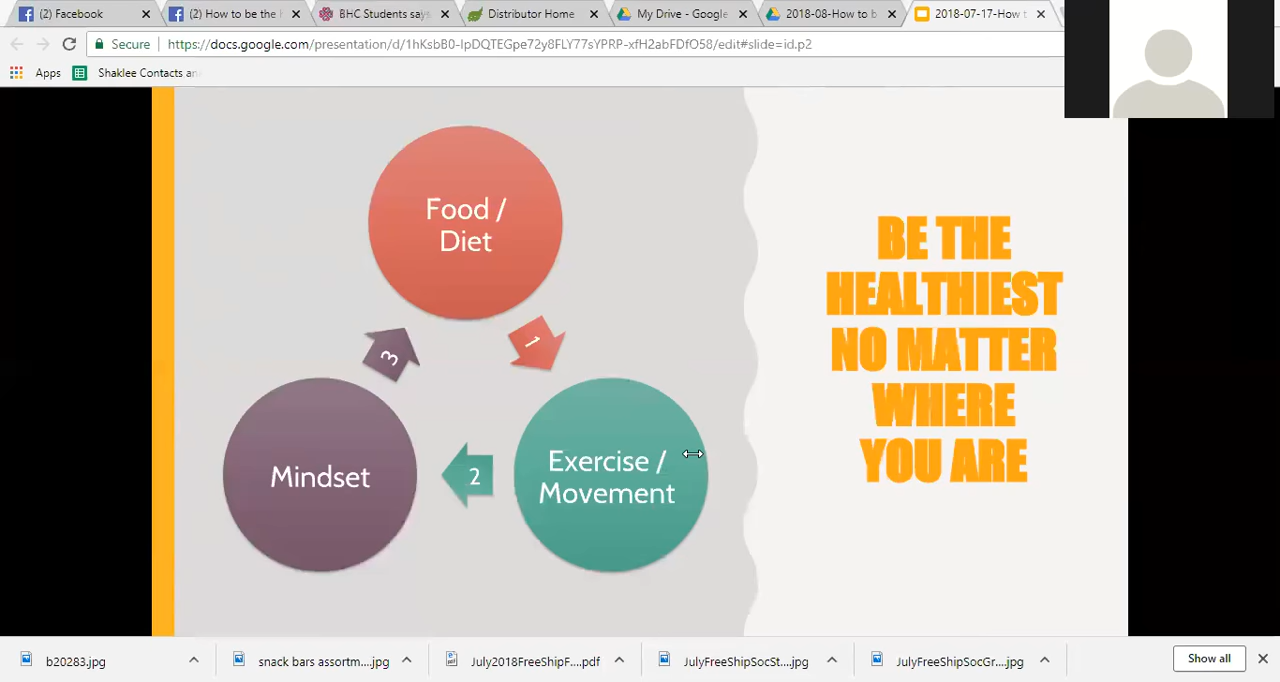 (2) Facebook
(2) How to be the
BHC Students says
Distributor Home
My Drive - Google
2018-08-How to b
2018-07-17-How t
Secure
https://docs.google.com/presentation/d/1hKsbB0-IpDQTEGpe72y8FLY77sYPRP-xfH2abFDfO58/edit#slide=id.p2
Apps
Shaklee Contacts an
Food /
Diet
1
Exercise /
Movement
2
Mindset
3
BE THE
HEALTHIEST
NO MATTER
WHERE
YOU ARE
b20283.jpg
snack bars assortm....jpg
July2018FreeShipF....pdf
JulyFreeShipSocSt....jpg
JulyFreeShipSocGr....jpg
Show all